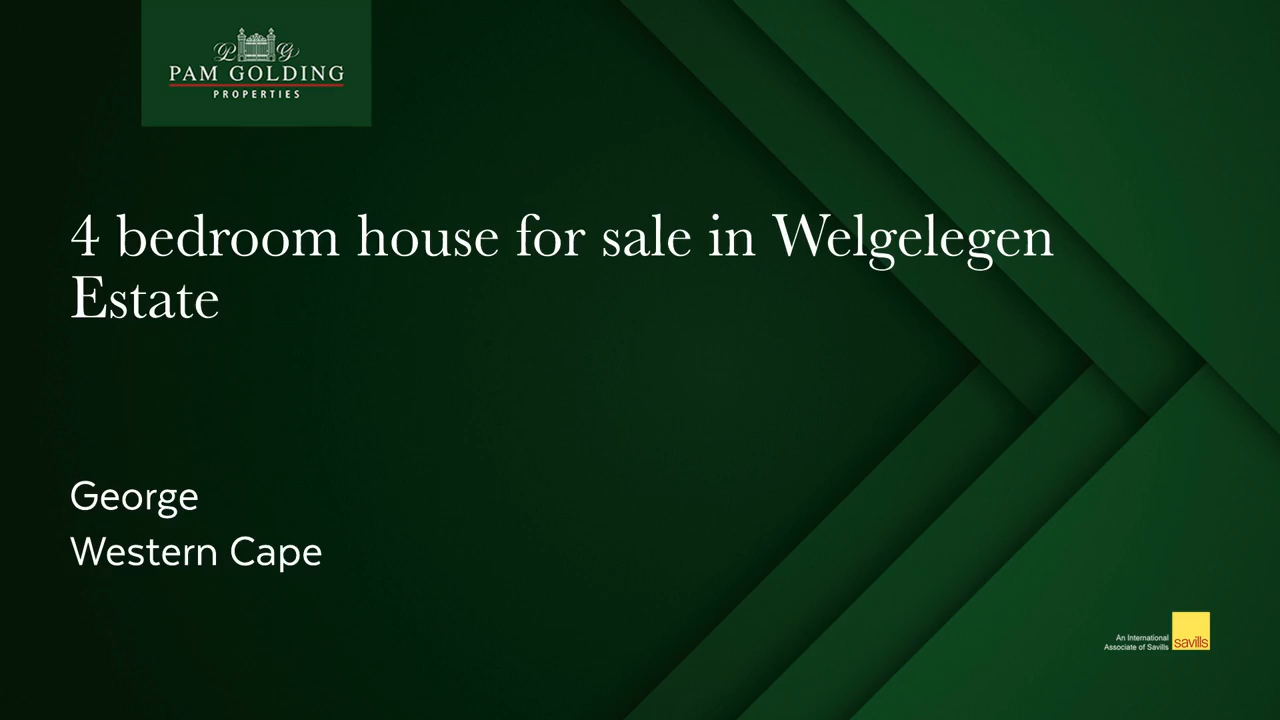 P G
PAM GOLDING
PROPERTIES
4 bedroom house for sale in Welgelegen
Estate
George
Western Cape
An International
Associate of Savills
savills